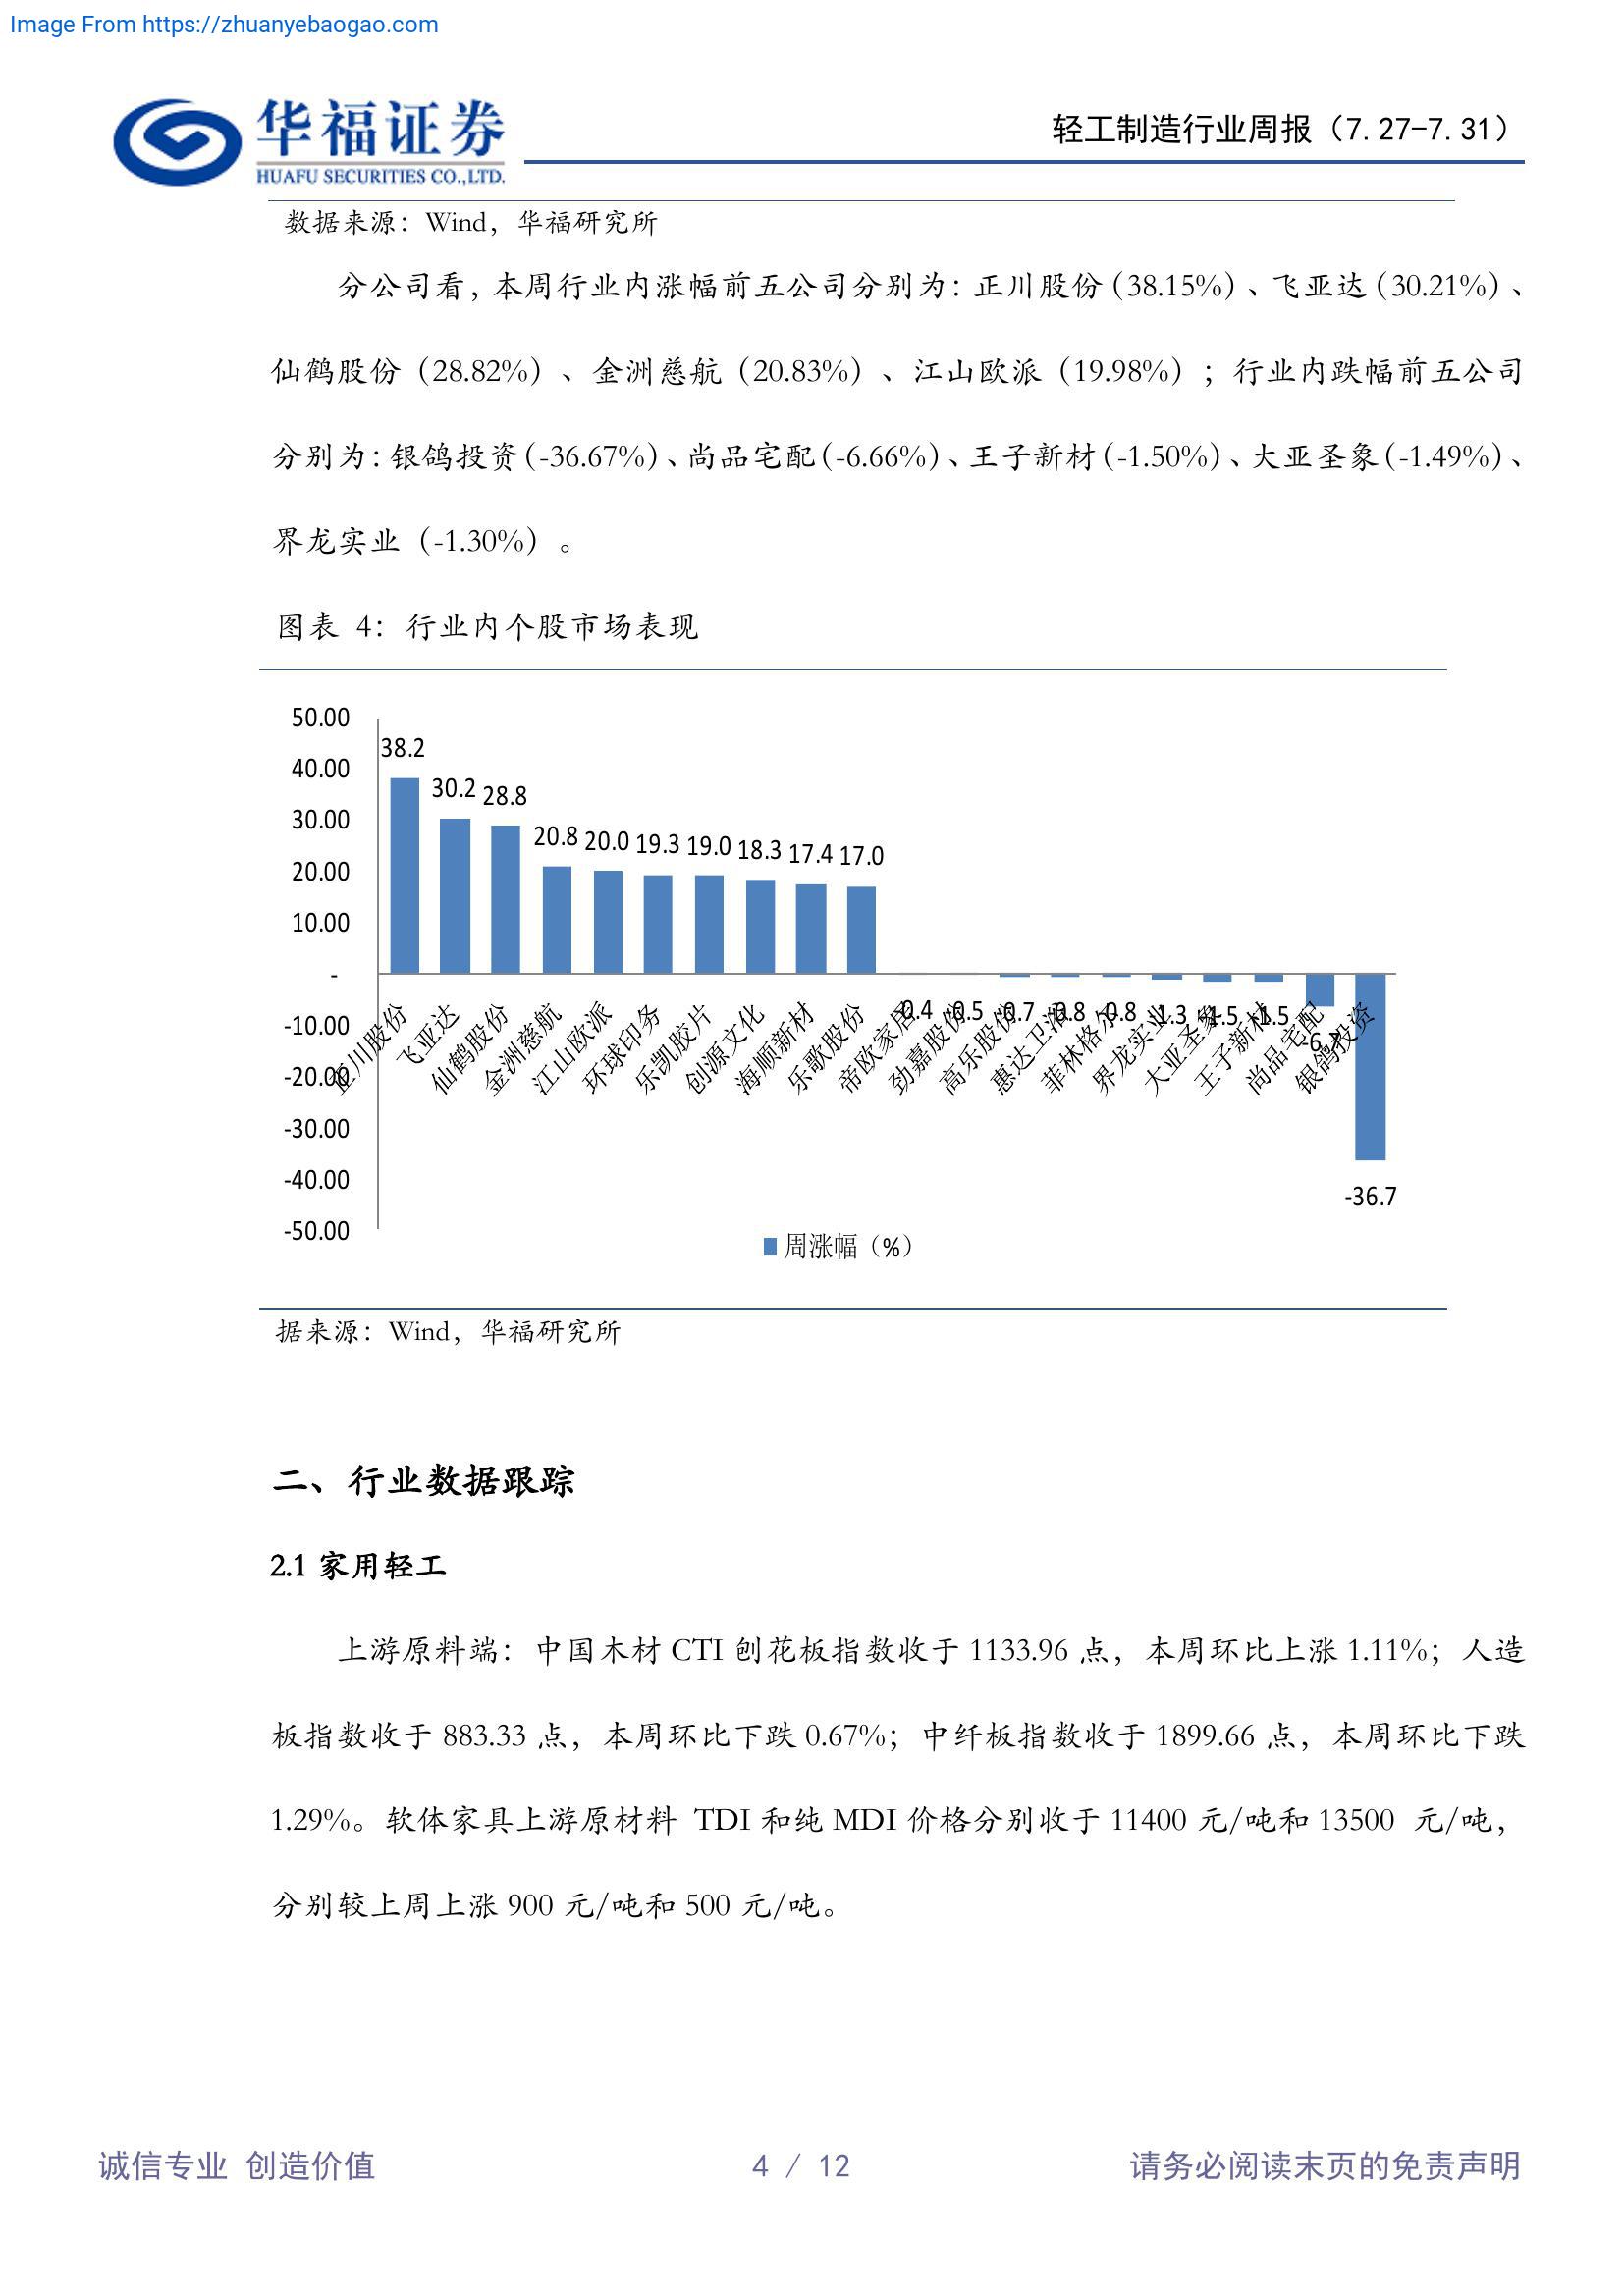 Image From https://zhuanyebaogao.com
华福证券
HUAFU SECURITIES CO.,LTD.
轻工制造行业周报（7.27-7.31）
数据来源：Wind，华福研究所
分公司看，本周行业内涨幅前五公司分别为：正川股份（38.15%）、飞亚达（30.21%）、
仙鹤股份（28.82%）、金洲慈航（20.83%）、江山欧派（19.98%）；行业内跌幅前五公司
分别为：银鸽投资（-36.67%）、尚品宅配（-6.66%）、王子新材（-1.50%）、大亚圣象（-1.49%）、
界龙实业（-1.30%）。
图表 4：行业内个股市场表现
50.00
40.00
30.00
20.00
10.00
-
-10.00
-20.00
-30.00
-40.00
-50.00
38.2
30.2
28.8
20.8
20.0
19.3
19.0
18.3
17.4
17.0
-0.4
-0.5
-0.7
-0.8
-0.8
-1.3
-1.5
-1.5
-36.7
正川股份
飞亚达
仙鹤股份
金洲慈航
江山欧派
环球印务
乐凯胶片
创源文化
海顺新材
乐歌股份
帝欧家居
劲嘉股份
高乐股份
惠达卫浴
菲林格尔
界龙实业
大亚圣象
王子新材
尚品宅配
银鸽投资
周涨幅（%）
据来源：Wind，华福研究所
二、行业数据跟踪
2.1 家用轻工
上游原料端：中国木材 CTI 刨花板指数收于 1133.96 点，本周环比上涨 1.11%；人造
板指数收于 883.33 点，本周环比下跌 0.67%；中纤板指数收于 1899.66 点，本周环比下跌
1.29%。软体家具上游原材料 TDI 和纯 MDI 价格分别收于 11400 元/吨和 13500 元/吨，
分别较上周上涨 900 元/吨和 500 元/吨。
诚信专业 创造价值
4 / 12
请务必阅读末页的免责声明